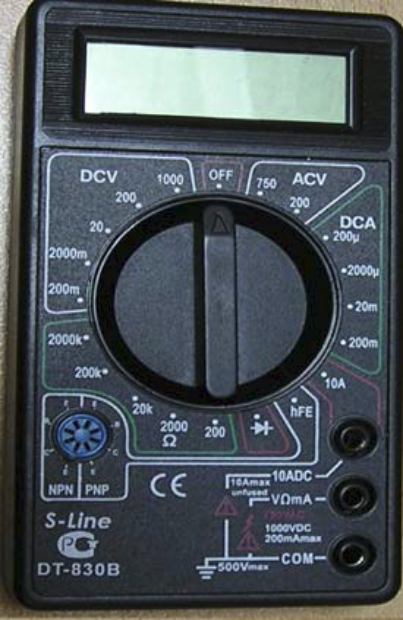 DCV
1000
OFF
750
ACV
200
200
DCA
20
200µ
2000m
2000µ
200m
20m
2000k
200m
200k
10A
20k
2000
Ω
200
hFE
NPN
PNP
CE
10Amax
unfused
10ADC
VΩmA
1000VDC
200mAmax
500Vmax
COM
S-Line
DT-830B